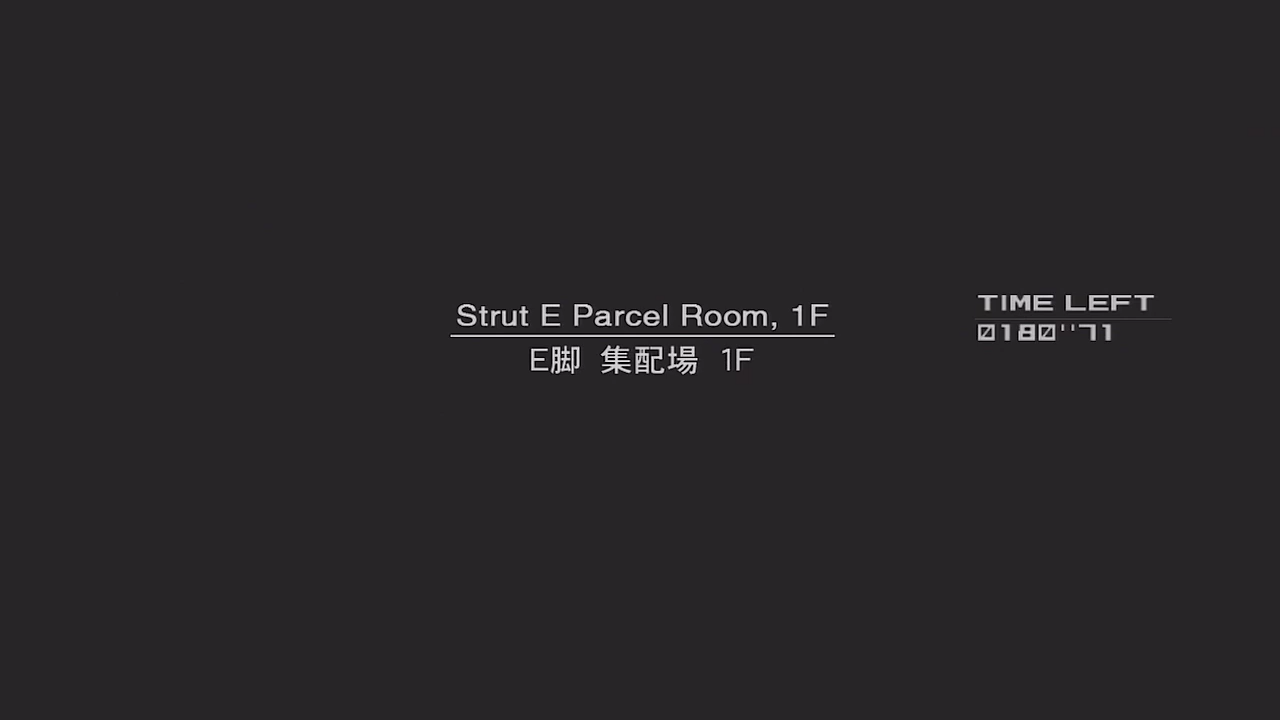 Strut E Parcel Room, 1F
E脚 集配場 1F
TIME LEFT
0180''71